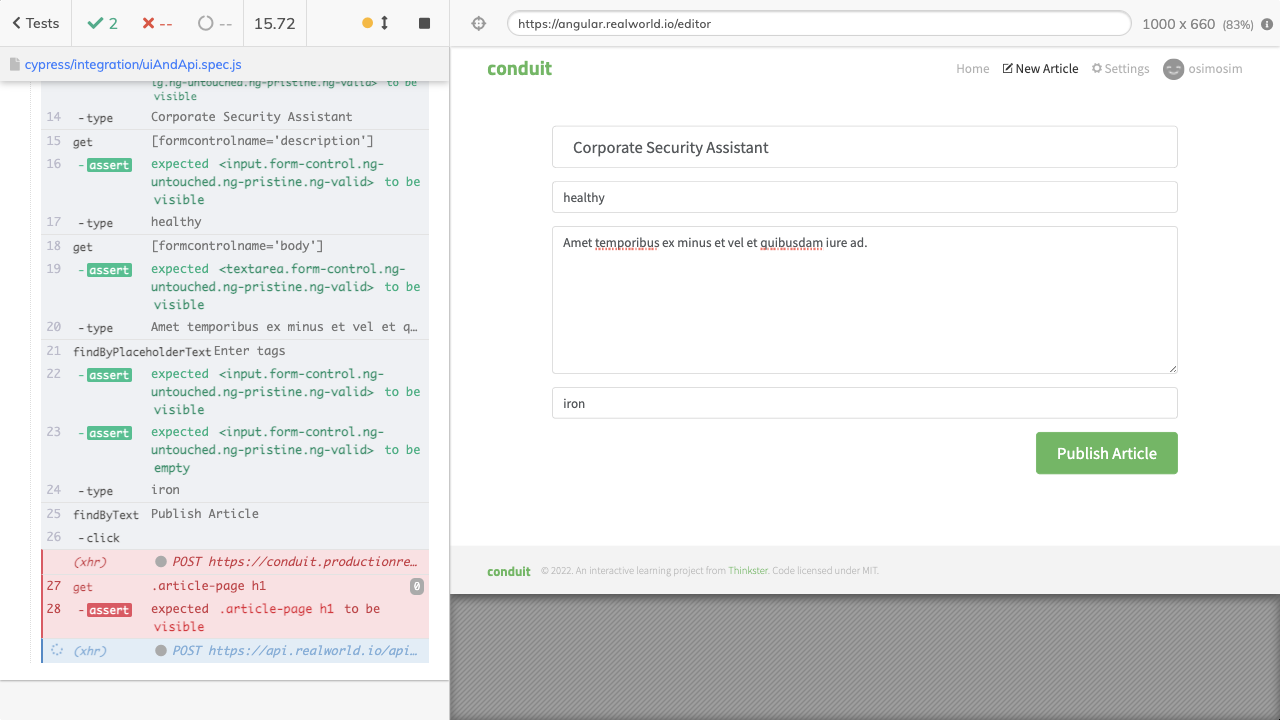 Tests
2
--
--
15.72
https://angular.realworld.io/editor
1000 x 660 (83%)
cypress/integration/uiAndApi.spec.js
ig.ng-untouched.ng-pristine.ng-valid> to be
visible
14 -type Corporate Security Assistant
15 get [formcontrolname='description']
16 -assert expected <input.form-control.ng-
untouched.ng-pristine.ng-valid> to be
visible
17 -type healthy
18 get [formcontrolname='body']
19 -assert expected <textarea.form-control.ng-
untouched.ng-pristine.ng-valid> to be
visible
20 -type Amet temporibus ex minus et vel et q…
21 findByPlaceholderText Enter tags
22 -assert expected <input.form-control.ng-
untouched.ng-pristine.ng-valid> to be
visible
23 -assert expected <input.form-control.ng-
untouched.ng-pristine.ng-valid> to be
empty
24 -type iron
25 findByText Publish Article
26 -click
(xhr) POST https://conduit.productionre…
27 get .article-page h1 0
28 -assert expected .article-page h1 to be
visible
(xhr) POST https://api.realworld.io/api…
conduit
Home New Article Settings osimosim
Corporate Security Assistant
healthy
Amet temporibus ex minus et vel et quibusdam iure ad.
iron
Publish Article
conduit © 2022. An interactive learning project from Thinkster. Code licensed under MIT.